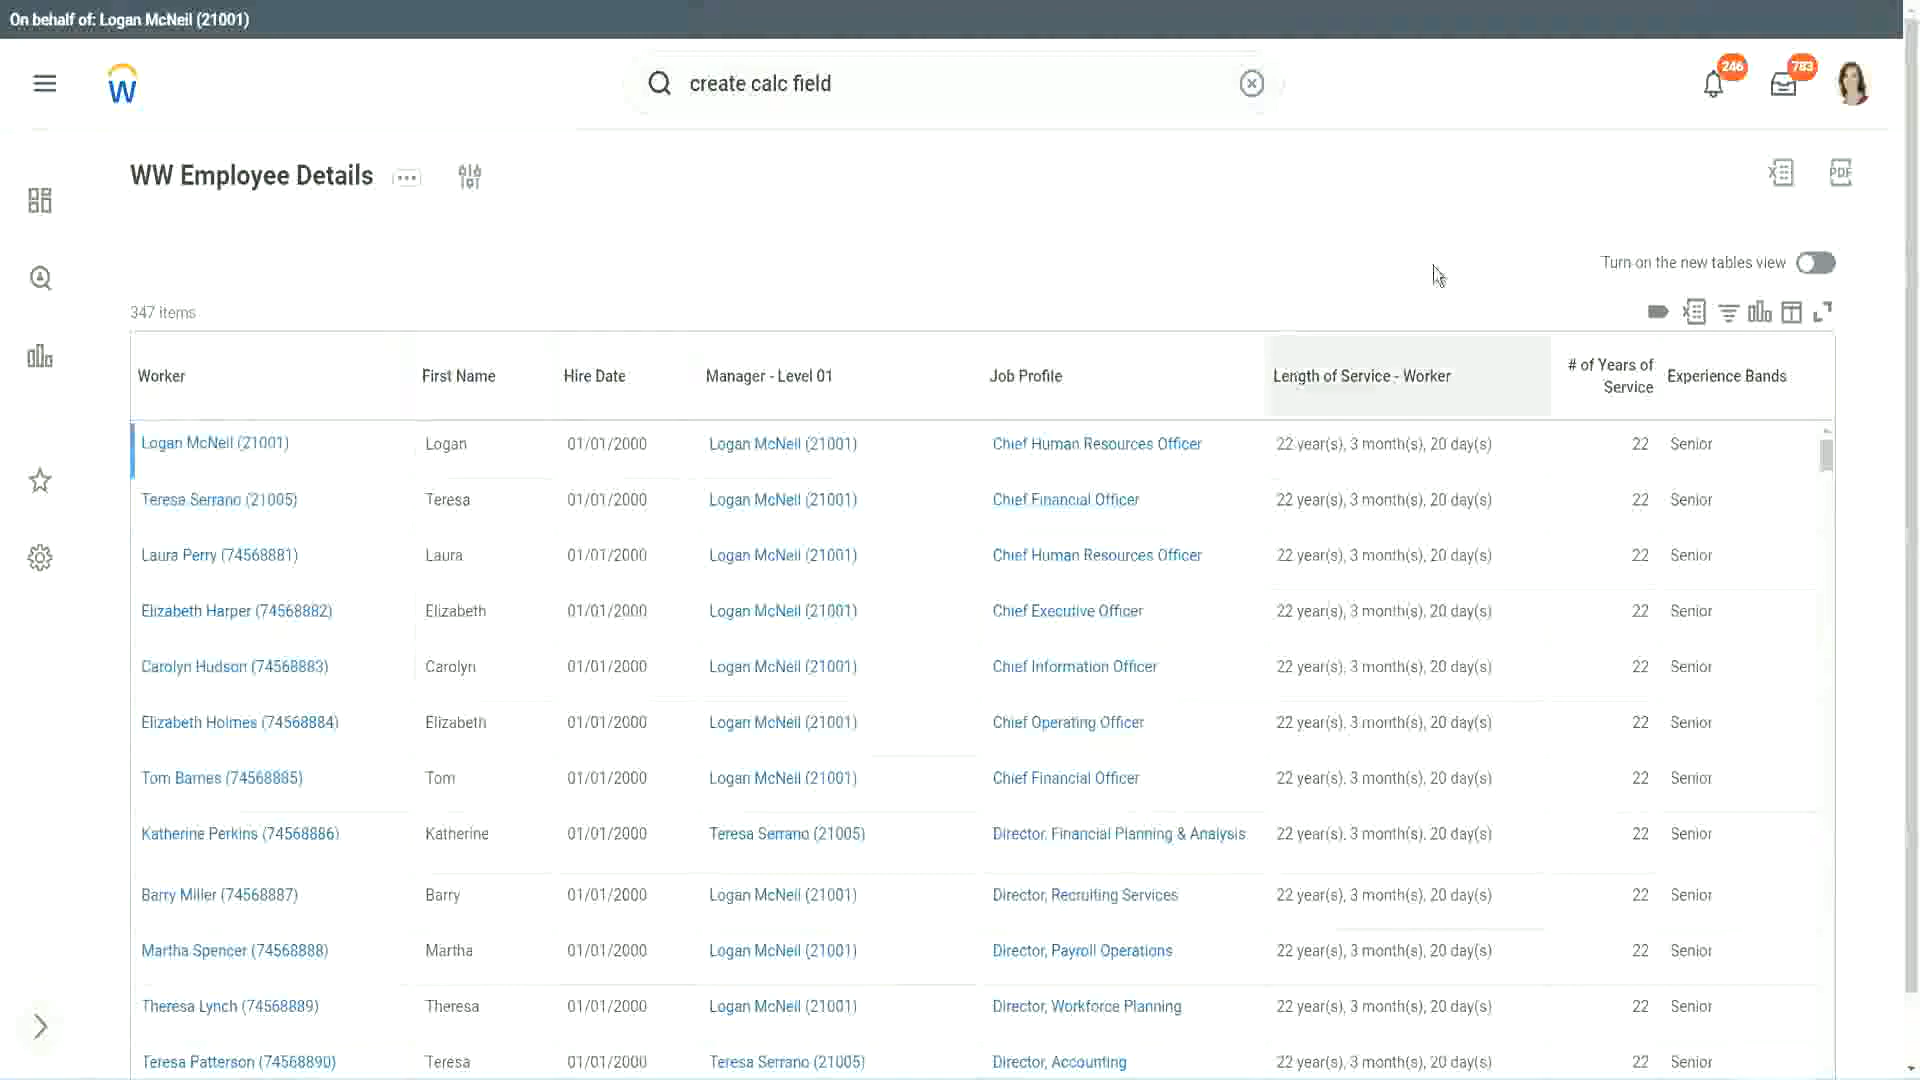 On behalf of: Logan McNeil (21001)
W
create calc field
246
783
WW Employee Details
X
PDF
Turn on the new tables view
347 items
X
Worker First Name Hire Date Manager - Level 01 Job Profile Length of Service - Worker # of Years of Service Experience Bands
Logan McNeil (21001) Logan 01/01/2000 Logan McNeil (21001) Chief Human Resources Officer 22 year(s), 3 month(s), 20 day(s) 22 Senior
Teresa Serrano (21005) Teresa 01/01/2000 Logan McNeil (21001) Chief Financial Officer 22 year(s), 3 month(s), 20 day(s) 22 Senior
Laura Perry (74568881) Laura 01/01/2000 Logan McNeil (21001) Chief Human Resources Officer 22 year(s), 3 month(s), 20 day(s) 22 Senior
Elizabeth Harper (74568882) Elizabeth 01/01/2000 Logan McNeil (21001) Chief Executive Officer 22 year(s), 3 month(s), 20 day(s) 22 Senior
Carolyn Hudson (74568883) Carolyn 01/01/2000 Logan McNeil (21001) Chief Information Officer 22 year(s), 3 month(s), 20 day(s) 22 Senior
Elizabeth Holmes (74568884) Elizabeth 01/01/2000 Logan McNeil (21001) Chief Operating Officer 22 year(s), 3 month(s), 20 day(s) 22 Senior
Tom Barnes (74568885) Tom 01/01/2000 Logan McNeil (21001) Chief Financial Officer 22 year(s), 3 month(s), 20 day(s) 22 Senior
Katherine Perkins (74568886) Katherine 01/01/2000 Teresa Serrano (21005) Director, Financial Planning & Analysis 22 year(s), 3 month(s), 20 day(s) 22 Senior
Barry Miller (74568887) Barry 01/01/2000 Logan McNeil (21001) Director, Recruiting Services 22 year(s), 3 month(s), 20 day(s) 22 Senior
Martha Spencer (74568888) Martha 01/01/2000 Logan McNeil (21001) Director, Payroll Operations 22 year(s), 3 month(s), 20 day(s) 22 Senior
Theresa Lynch (74568889) Theresa 01/01/2000 Logan McNeil (21001) Director, Workforce Planning 22 year(s), 3 month(s), 20 day(s) 22 Senior
Teresa Patterson (74568890) Teresa 01/01/2000 Teresa Serrano (21005) Director, Accounting 22 year(s), 3 month(s), 20 day(s) 22 Senior